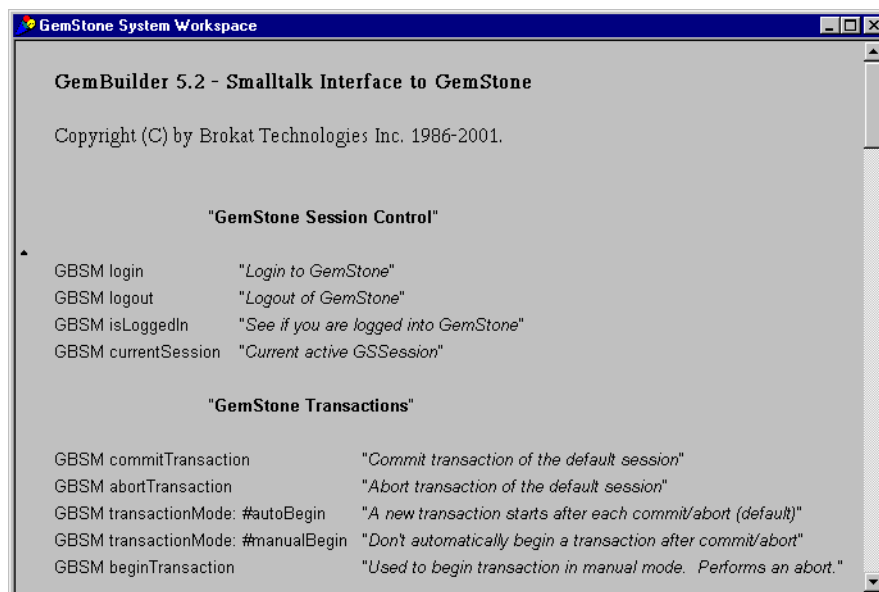 GemStone System Workspace
GemBuilder 5.2 - Smalltalk Interface to GemStone
Copyright (C) by Brokat Technologies Inc. 1986-2001.
"GemStone Session Control"
GBSM login "Login to GemStone"
GBSM logout "Logout of GemStone"
GBSM isLoggedIn "See if you are logged into GemStone"
GBSM currentSession "Current active GSSession"
"GemStone Transactions"
GBSM commitTransaction "Commit transaction of the default session"
GBSM abortTransaction "Abort transaction of the default session"
GBSM transactionMode: #autoBegin "A new transaction starts after each commit/abort (default)"
GBSM transactionMode: #manualBegin "Don't automatically begin a transaction after commit/abort"
GBSM beginTransaction "Used to begin transaction in manual mode. Performs an abort."